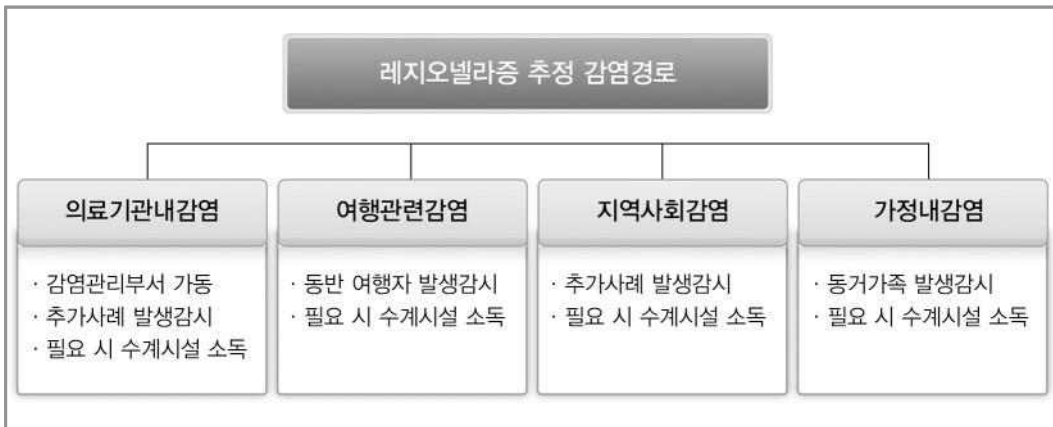 레지오넬라증 추정 감염경로
의료기관내감염
· 감염관리부서 가동
· 추가사례 발생감시
· 필요 시 수계시설 소독
여행관련감염
· 동반 여행자 발생감시
· 필요 시 수계시설 소독
지역사회감염
· 추가사례 발생감시
· 필요 시 수계시설 소독
가정내감염
· 동거가족 발생감시
· 필요 시 수계시설 소독